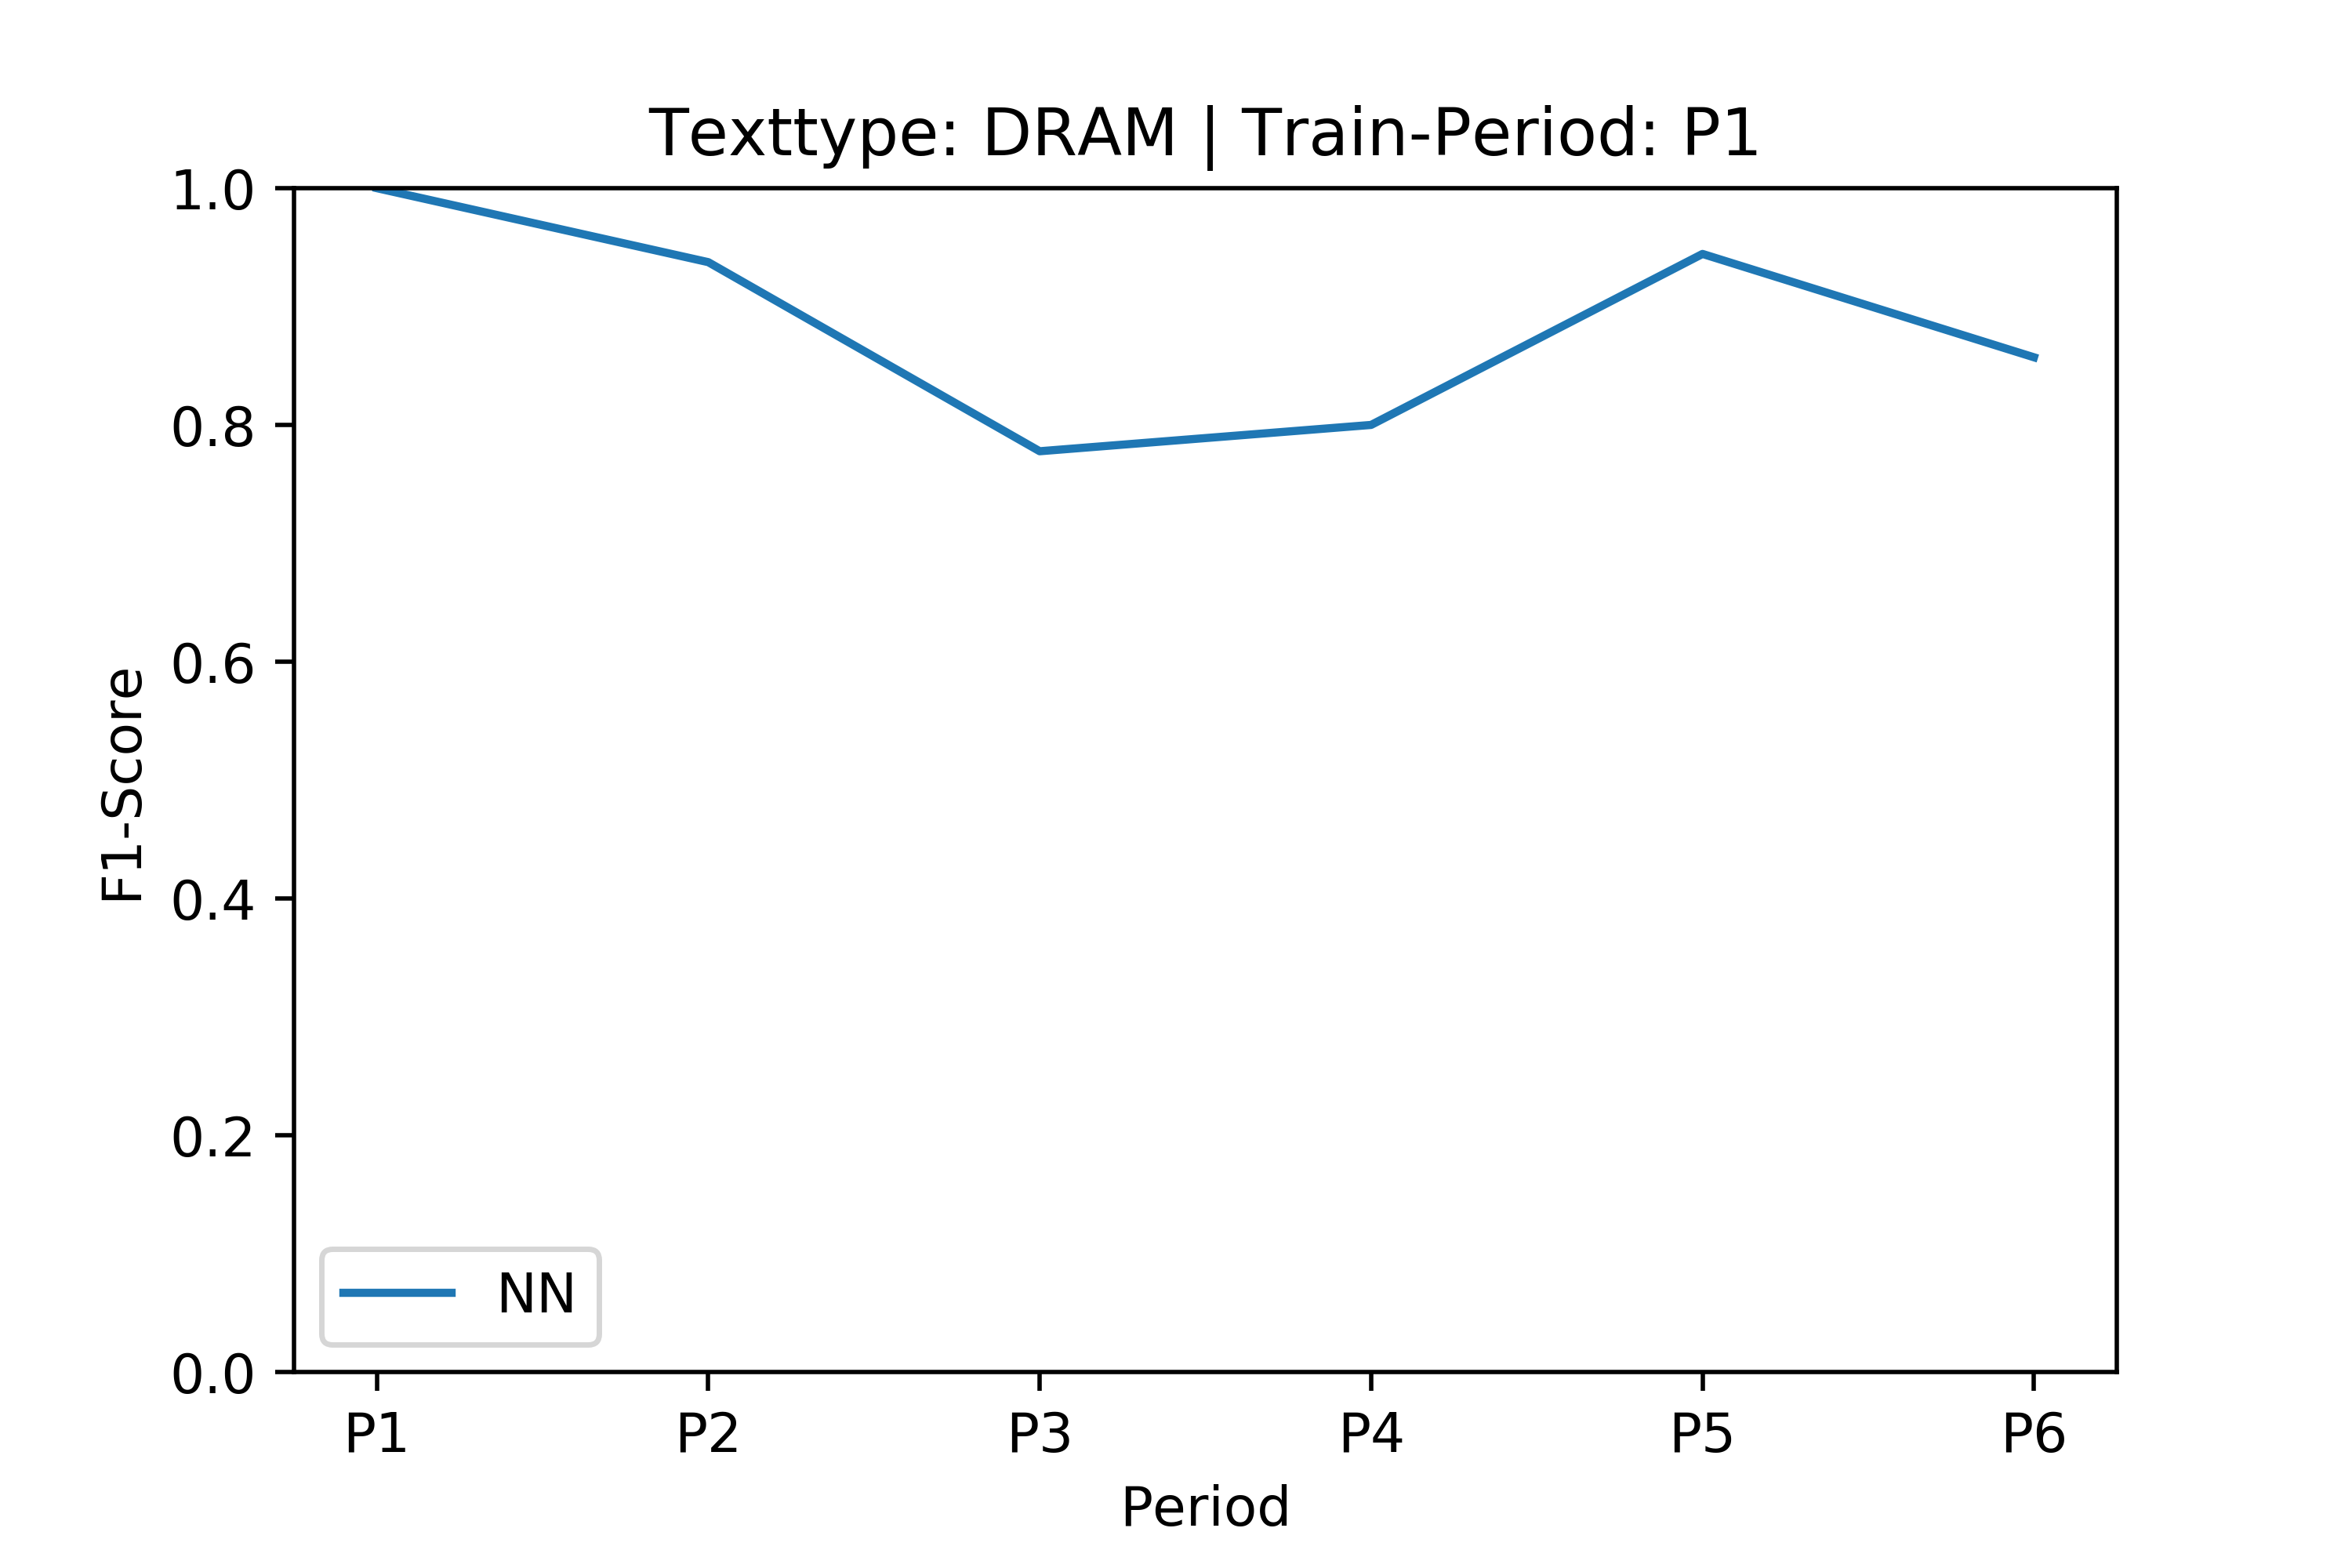 Texttype: DRAM | Train-Period: P1
1.0
0.8
0.6
0.4
0.2
0.0
F1-Score
NN
P1 P2 P3 P4 P5 P6
Period